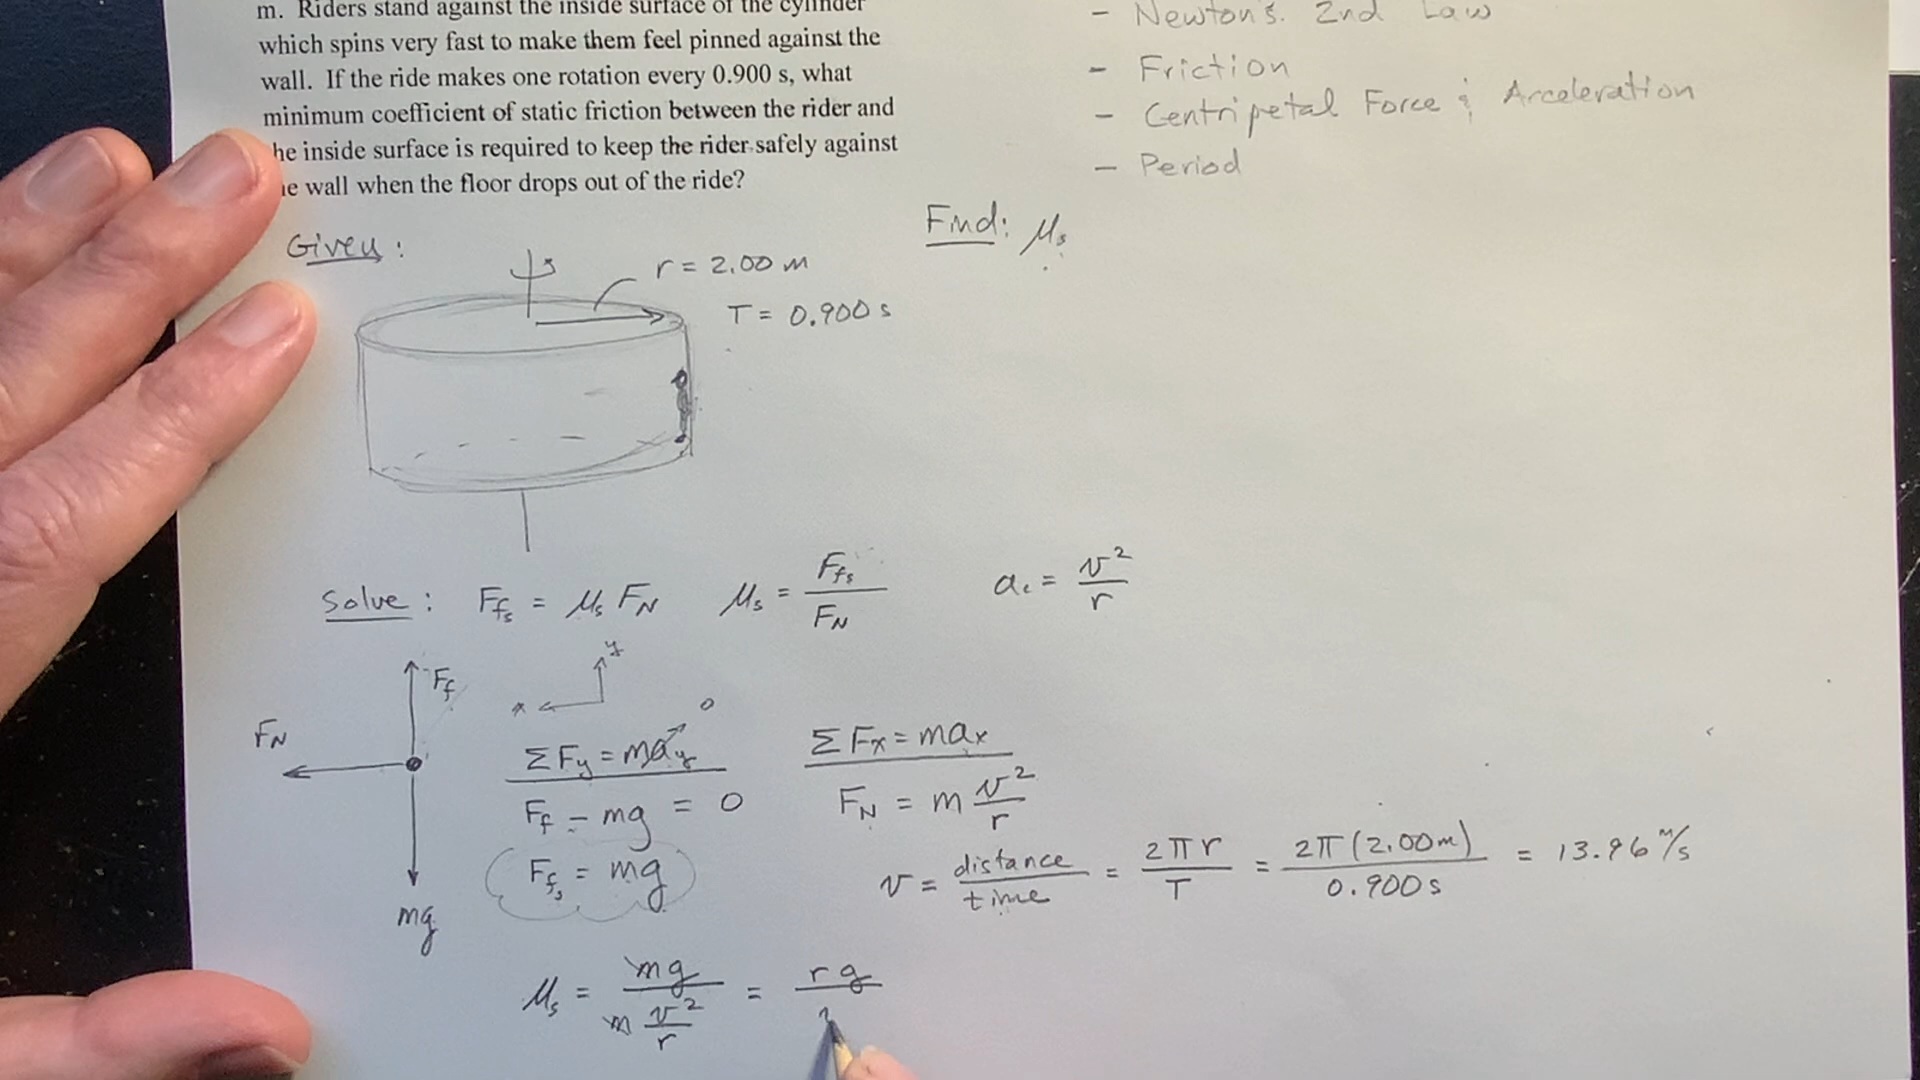 m. Riders stand against the inside surface of the cylinder
which spins very fast to make them feel pinned against the
wall. If the ride makes one rotation every 0.900 s, what
minimum coefficient of static friction between the rider and
he inside surface is required to keep the rider safely against
e wall when the floor drops out of the ride?
- Newton's. 2nd Law
- Friction
- Centripetal Force & Acceleration
- Period
Find: μs
Given:
r = 2.00 m
T = 0.900 s
Solve: Ffs = μs FN μs = Ffs / FN ac = v² / r
Ff
FN
mg
y
x
ΣFy = may 0
Ff - mg = 0
Ffs = mg
ΣFx = max
FN = m v² / r
v = distance / time = 2πr / T = 2π(2.00m) / 0.900s = 13.96 m/s
μs = mg / m v² / r = rg